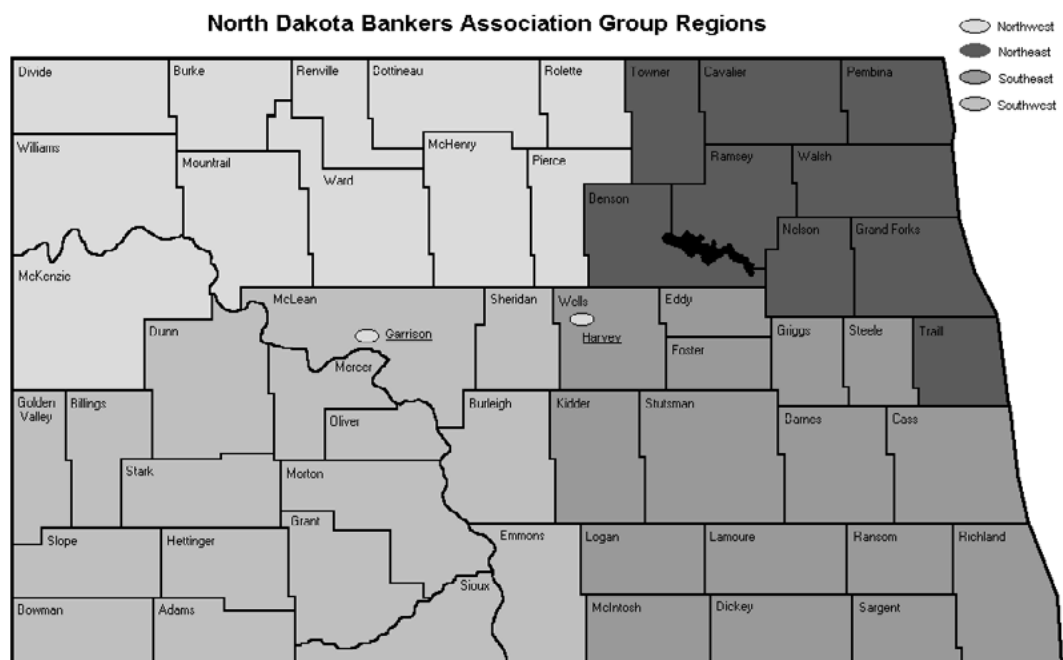 North Dakota Bankers Association Group Regions
Northwest
Northeast
Southeast
Southwest
Divide
Burke
Renville
Bottineau
Rolette
Towner
Cavalier
Pembina
Williams
Mountrail
Ward
McHenry
Pierce
Ramsey
Walsh
Benson
Nelson
Grand Forks
McKenzie
McLean
Sheridan
Wells
Eddy
Dunn
Garrison
Harvey
Griggs
Steele
Traill
Foster
Mercer
Golden
Valley
Billings
Oliver
Burleigh
Kidder
Stutsman
Barnes
Cass
Stark
Morton
Grant
Slope
Hettinger
Emmons
Logan
Lamoure
Ransom
Richland
Sioux
Bowman
Adams
McIntosh
Dickey
Sargent